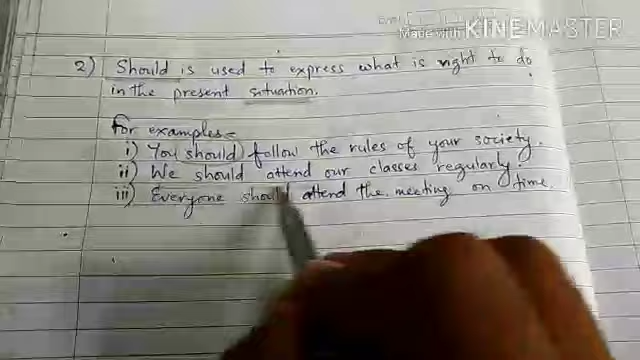 Made with KINEMASTER
2) Should is used to express what is right to do
in the present situation.
For examples:-
i) You should follow the rules of your society.
ii) We should attend our classes regularly.
iii) Everyone should attend the meeting on time.